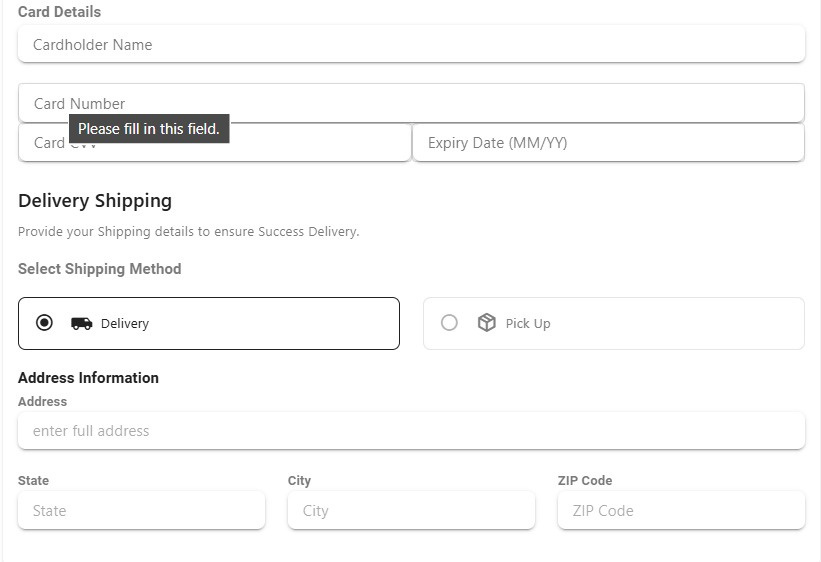 Card Details
Cardholder Name
Card Number
Please fill in this field.
Card CVV
Expiry Date (MM/YY)
Delivery Shipping
Provide your Shipping details to ensure Success Delivery.
Select Shipping Method
Delivery
Pick Up
Address Information
Address
enter full address
State
City
ZIP Code
State
City
ZIP Code